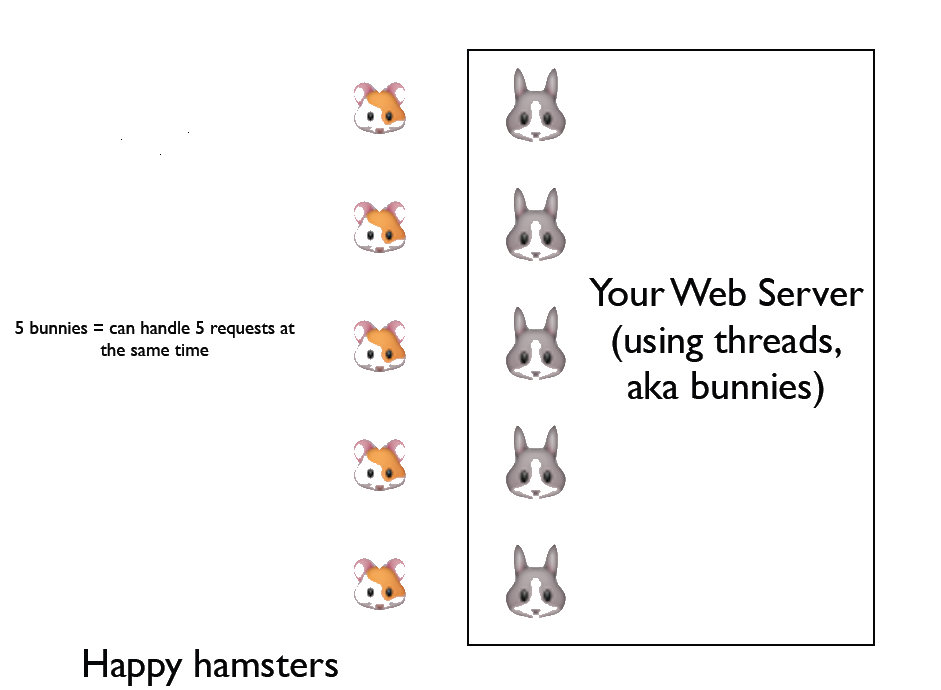 5 bunnies = can handle 5 requests at
the same time
Your Web Server
(using threads,
aka bunnies)
Happy hamsters